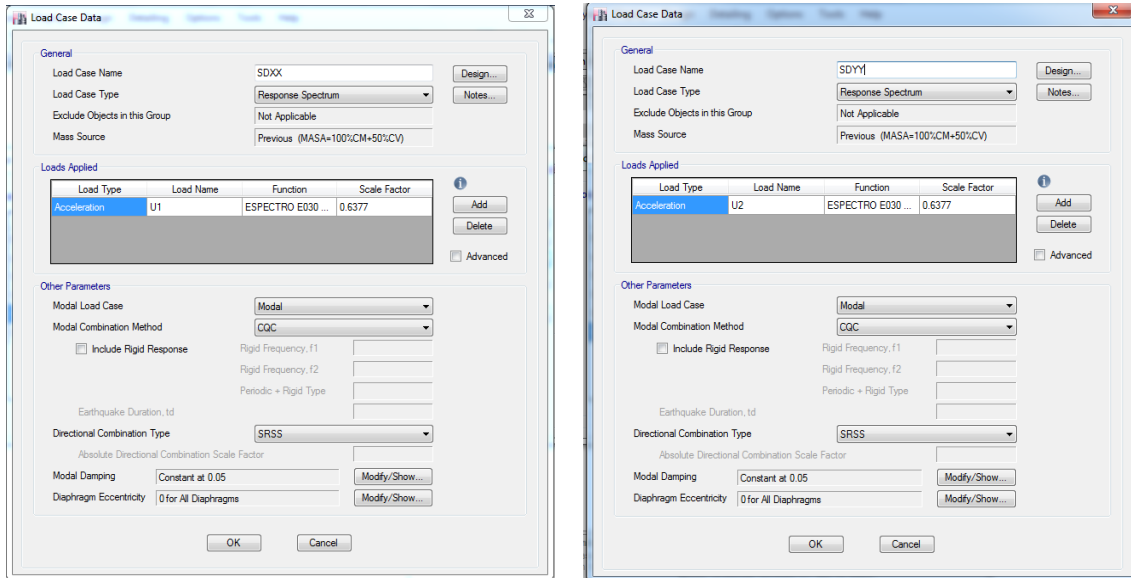 Load Case Data
General
Load Case Name SDXX Design...
Load Case Type Response Spectrum Notes...
Exclude Objects in this Group Not Applicable
Mass Source Previous (MASA=100%CM+50%CV)
Loads Applied
Load Type Load Name Function Scale Factor
Acceleration U1 ESPECTRO E030 ... 0.6377
Add
Delete
Advanced
Other Parameters
Modal Load Case Modal
Modal Combination Method CQC
Include Rigid Response Rigid Frequency, f1
Rigid Frequency, f2
Periodic + Rigid Type
Earthquake Duration, td
Directional Combination Type SRSS
Absolute Directional Combination Scale Factor
Modal Damping Constant at 0.05 Modify/Show...
Diaphragm Eccentricity 0 for All Diaphragms Modify/Show...
OK Cancel
Load Case Data
General
Load Case Name SDYY Design...
Load Case Type Response Spectrum Notes...
Exclude Objects in this Group Not Applicable
Mass Source Previous (MASA=100%CM+50%CV)
Loads Applied
Load Type Load Name Function Scale Factor
Acceleration U2 ESPECTRO E030 ... 0.6377
Add
Delete
Advanced
Other Parameters
Modal Load Case Modal
Modal Combination Method CQC
Include Rigid Response Rigid Frequency, f1
Rigid Frequency, f2
Periodic + Rigid Type
Earthquake Duration, td
Directional Combination Type SRSS
Absolute Directional Combination Scale Factor
Modal Damping Constant at 0.05 Modify/Show...
Diaphragm Eccentricity 0 for All Diaphragms Modify/Show...
OK Cancel